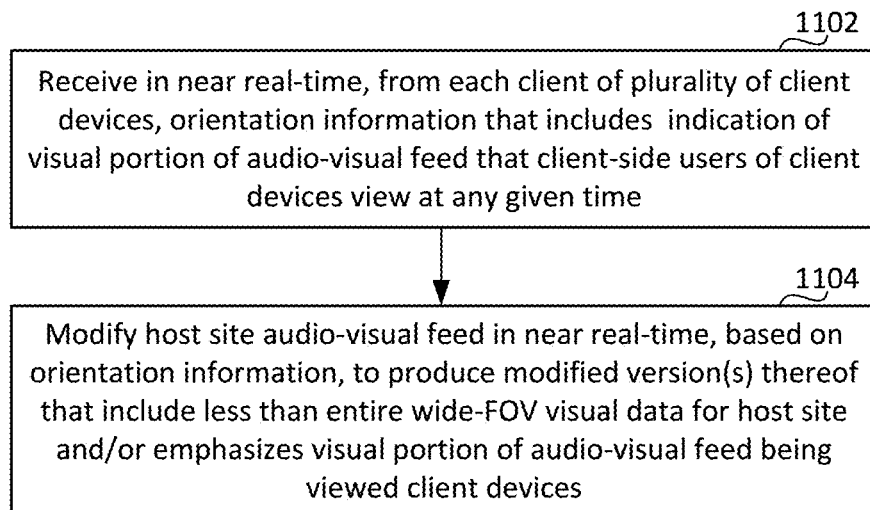 1102
Receive in near real-time, from each client of plurality of client
devices, orientation information that includes indication of
visual portion of audio-visual feed that client-side users of client
devices view at any given time
1104
Modify host site audio-visual feed in near real-time, based on
orientation information, to produce modified version(s) thereof
that include less than entire wide-FOV visual data for host site
and/or emphasizes visual portion of audio-visual feed being
viewed client devices